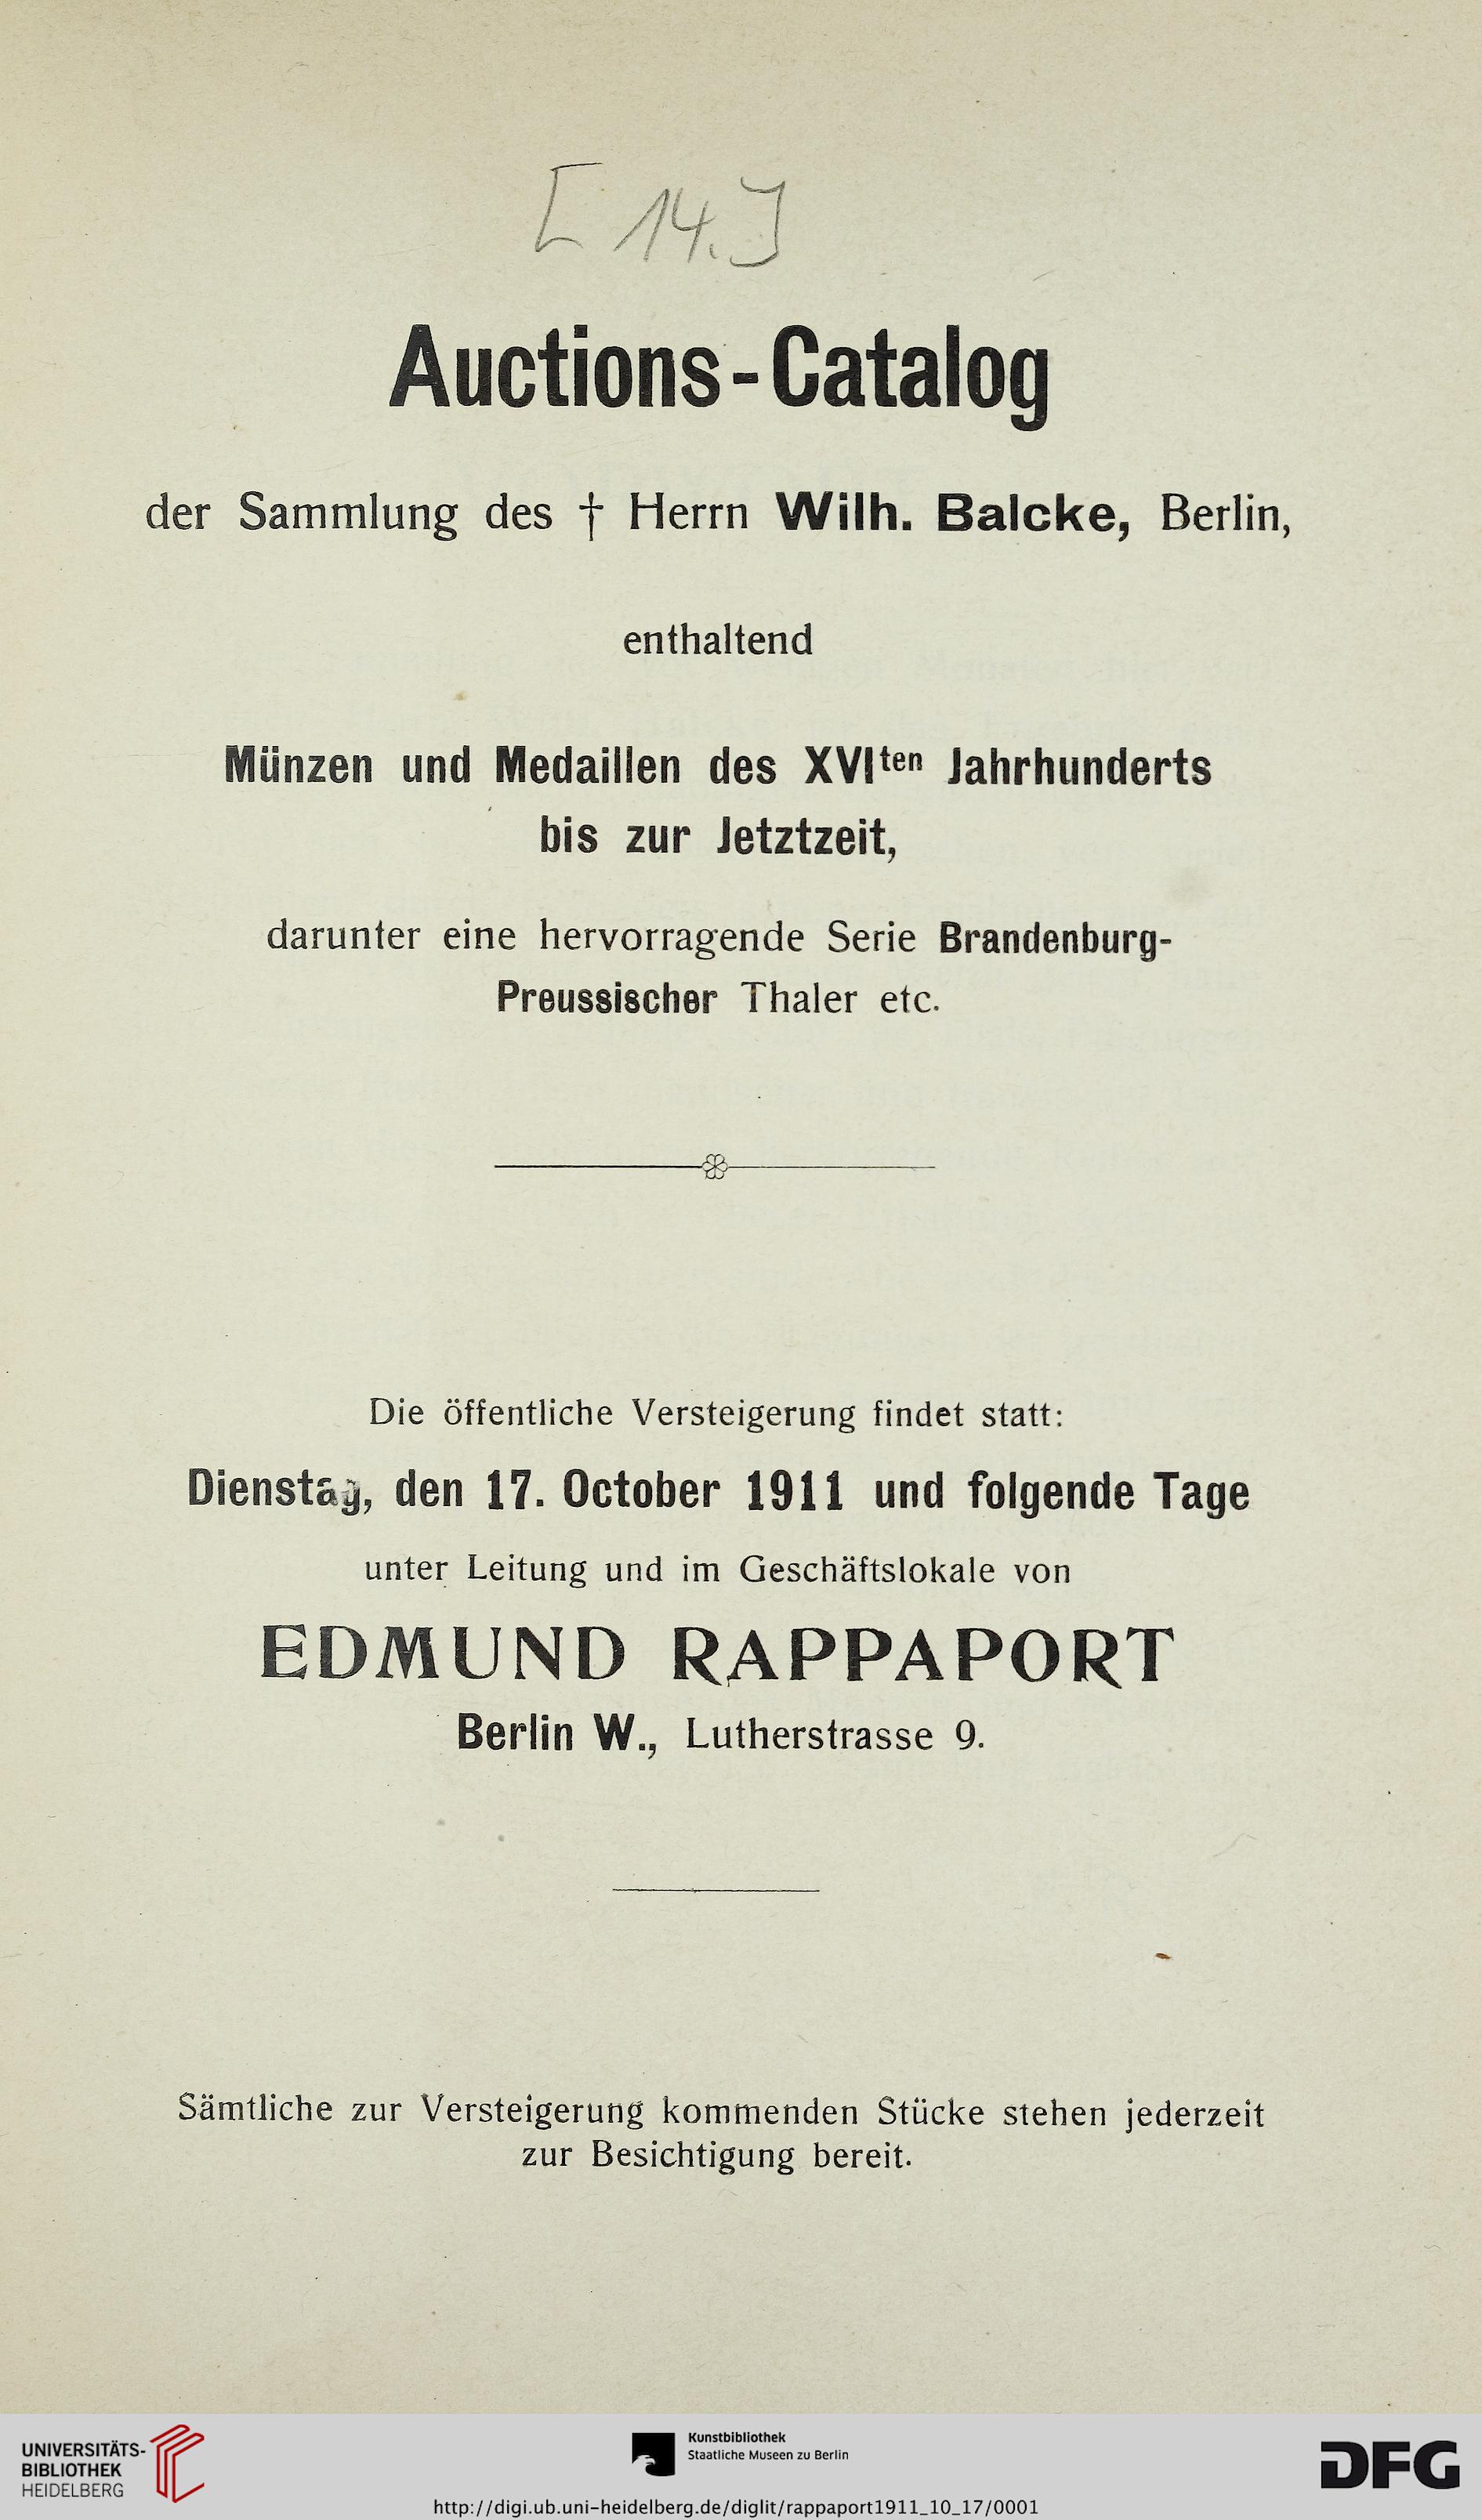 [14.]
Auctions-Catalog
der Sammlung des † Herrn Wilh. Balcke, Berlin,
enthaltend
Münzen und Medaillen des XVIten Jahrhunderts
bis zur Jetztzeit,
darunter eine hervorragende Serie Brandenburg-
Preussischer Thaler etc.
Die öffentliche Versteigerung findet statt:
Dienstag, den 17. October 1911 und folgende Tage
unter Leitung und im Geschäftslokale von
EDMUND RAPPAPORT
Berlin W., Lutherstrasse 9.
Sämtliche zur Versteigerung kommenden Stücke stehen jederzeit
zur Besichtigung bereit.
UNIVERSITÄTS-
BIBLIOTHEK
HEIDELBERG
Kunstbibliothek
Staatliche Museen zu Berlin
DFG
http://digi.ub.uni-heidelberg.de/diglit/rappaport1911_10_17/0001